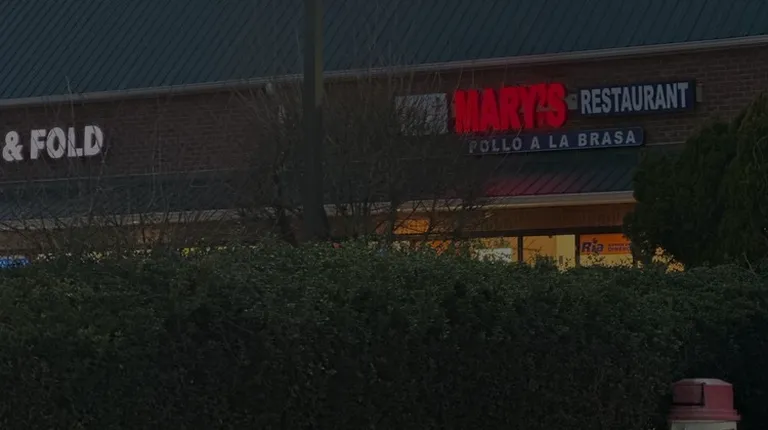 & FOLD
MARY'S RESTAURANT
POLLO A LA BRASA
Ria